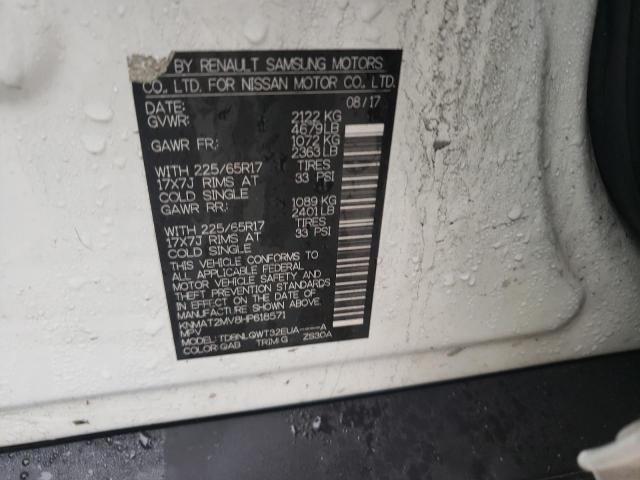 BY RENAULT SAMSUNG MOTORS
CO., LTD. FOR NISSAN MOTOR CO., LTD.
DATE: 08/17
GVWR: 2122 KG
4679 LB
GAWR FR: 1072 KG
2363 LB
WITH 225/65R17 TIRES
17X7J RIMS AT 33 PSI
COLD SINGLE
GAWR RR: 1089 KG
2401 LB
WITH 225/65R17 TIRES
17X7J RIMS AT 33 PSI
COLD SINGLE
THIS VEHICLE CONFORMS TO
ALL APPLICABLE FEDERAL
MOTOR VEHICLE SAFETY AND
THEFT PREVENTION STANDARDS
IN EFFECT ON THE DATE OF
MANUFACTURE SHOWN ABOVE.
KNMAT2MV8HP618571
MPV
MODEL: TDBNLGWT32EUA----A
COLOR: QAB TRIM: G ZS30A